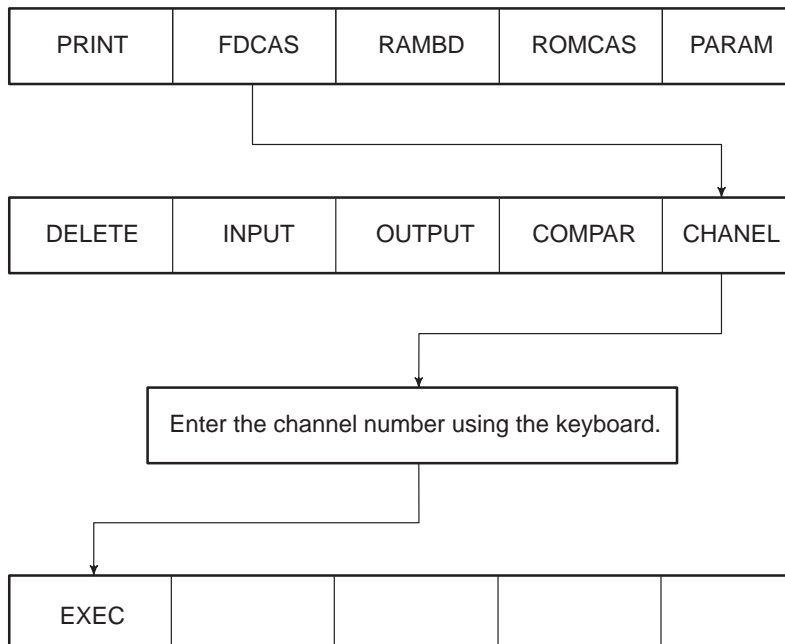 PRINT FDCAS RAMBD ROMCAS PARAM
DELETE INPUT OUTPUT COMPAR CHANEL
Enter the channel number using the keyboard.
EXEC